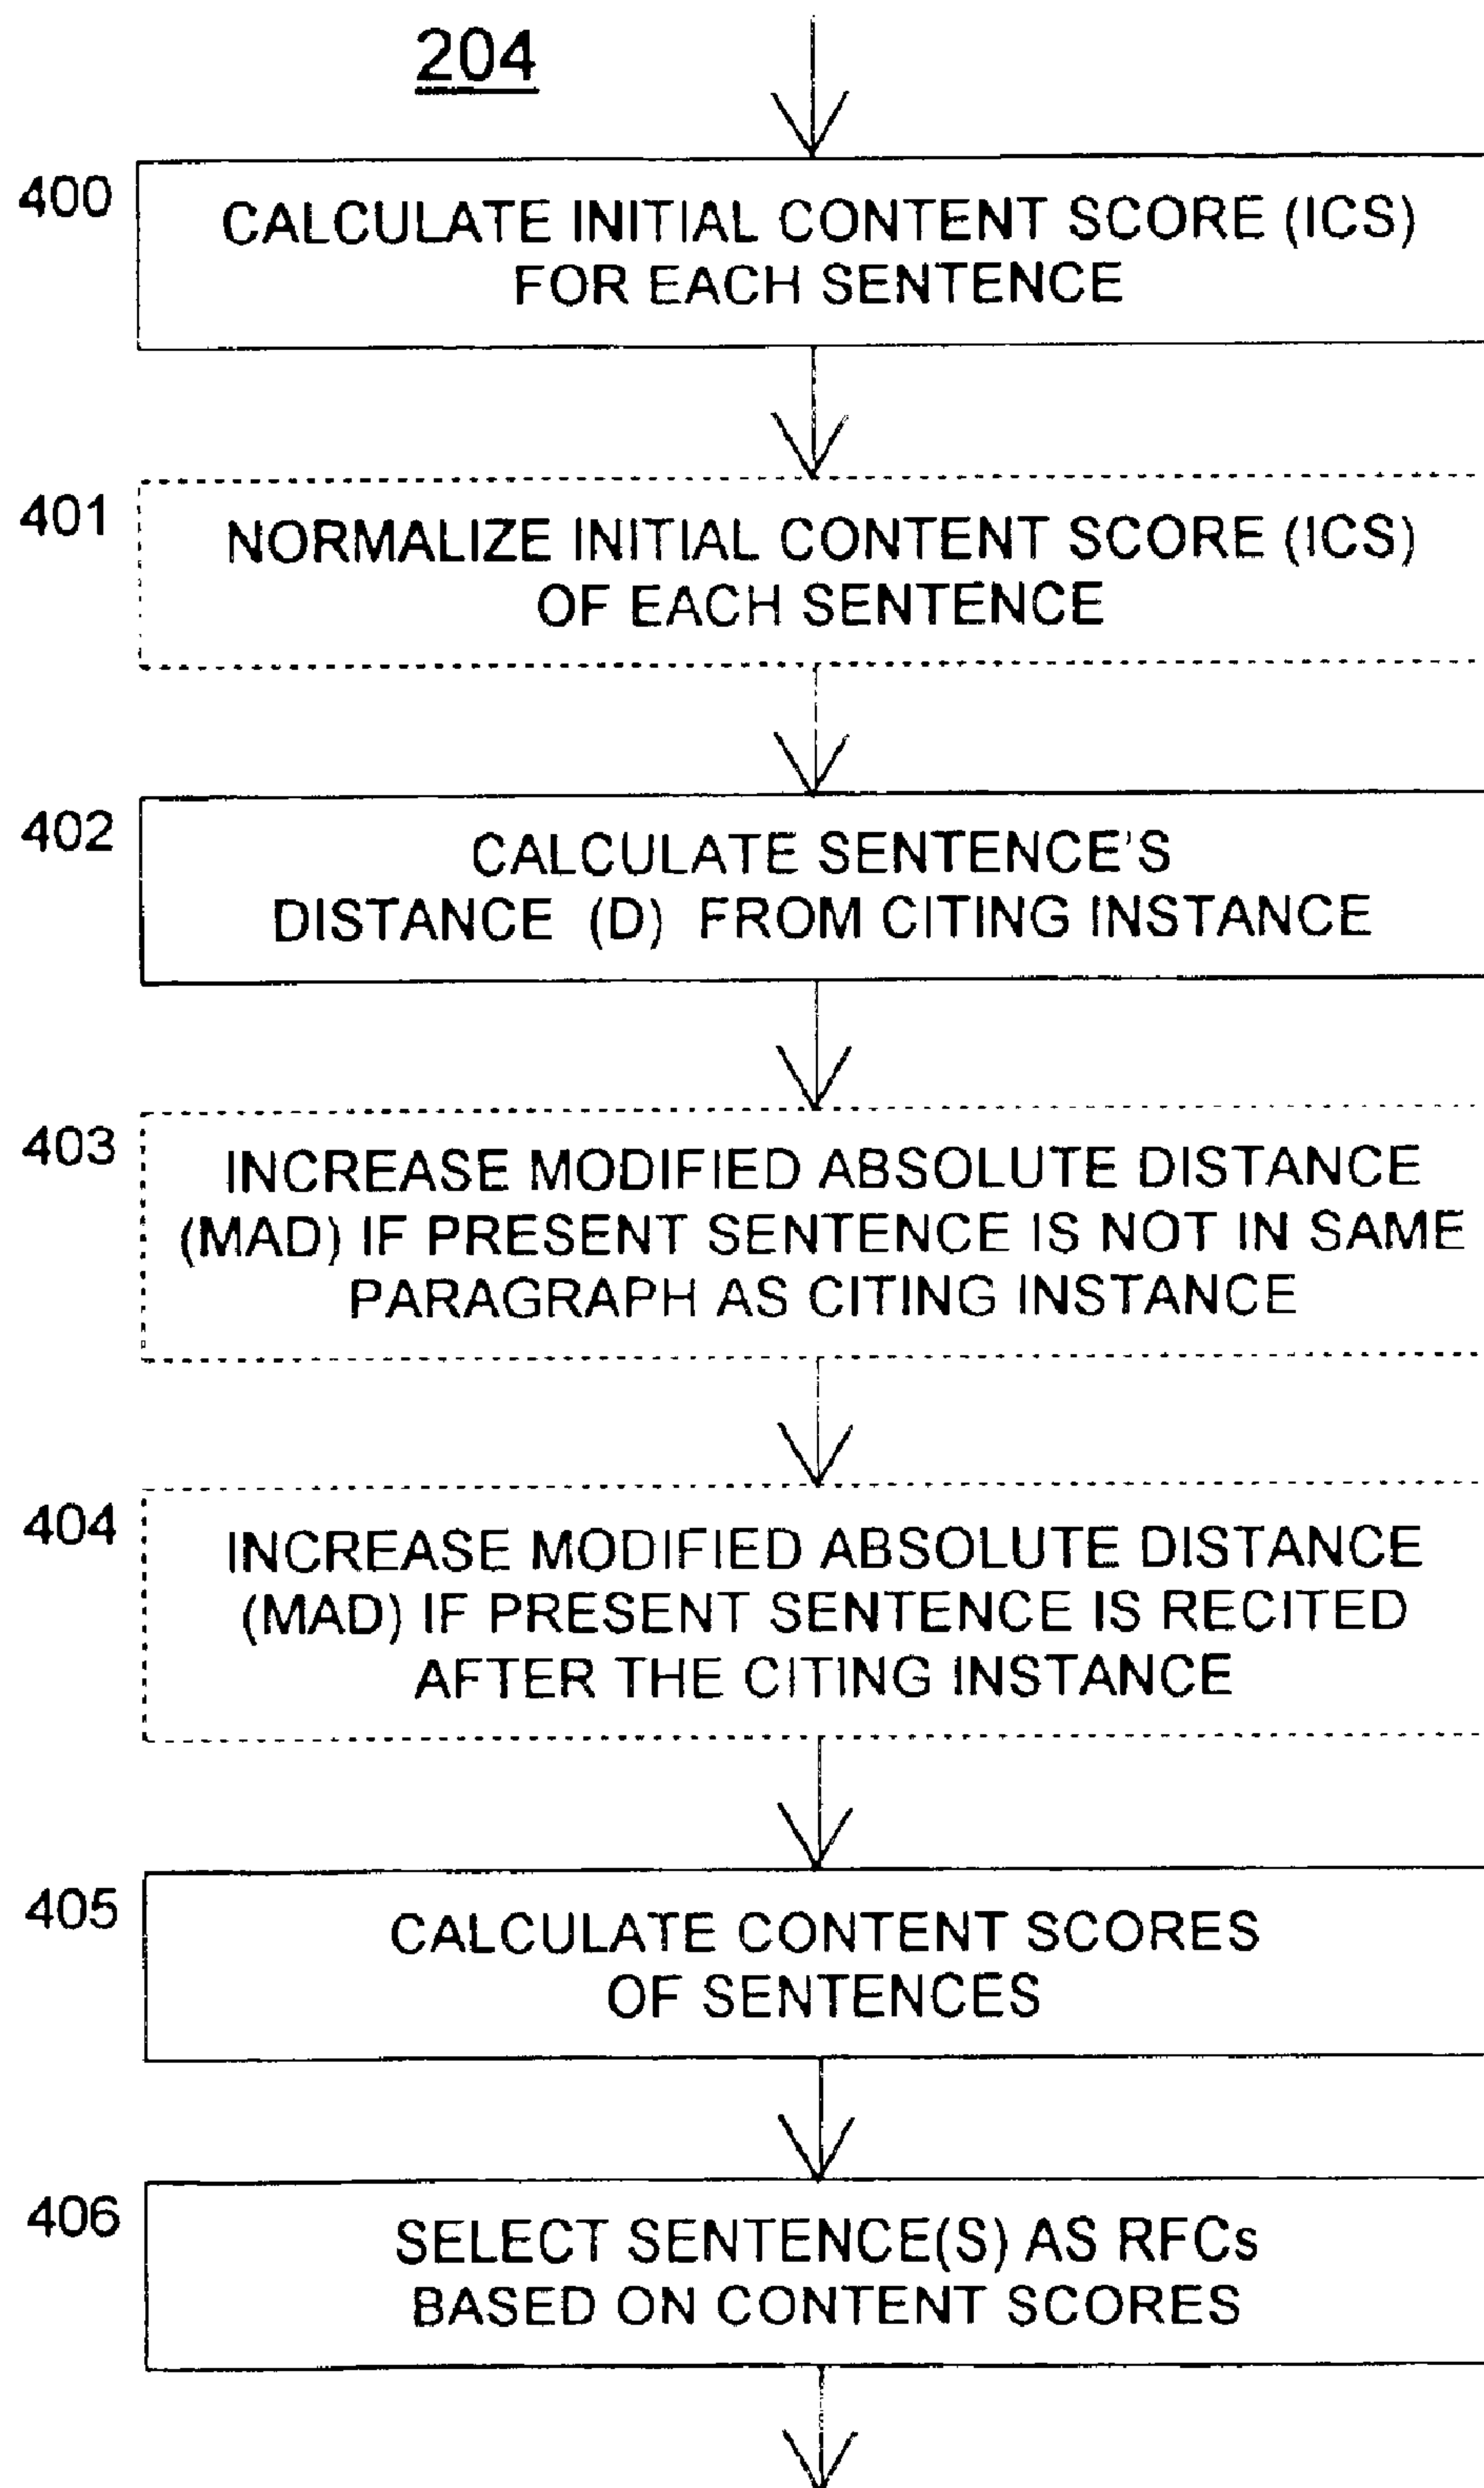 204
400
CALCULATE INITIAL CONTENT SCORE (ICS)
FOR EACH SENTENCE
401
NORMALIZE INITIAL CONTENT SCORE (ICS)
OF EACH SENTENCE
402
CALCULATE SENTENCE'S
DISTANCE (D) FROM CITING INSTANCE
403
INCREASE MODIFIED ABSOLUTE DISTANCE
(MAD) IF PRESENT SENTENCE IS NOT IN SAME
PARAGRAPH AS CITING INSTANCE
404
INCREASE MODIFIED ABSOLUTE DISTANCE
(MAD) IF PRESENT SENTENCE IS RECITED
AFTER THE CITING INSTANCE
405
CALCULATE CONTENT SCORES
OF SENTENCES
406
SELECT SENTENCE(S) AS RFCs
BASED ON CONTENT SCORES